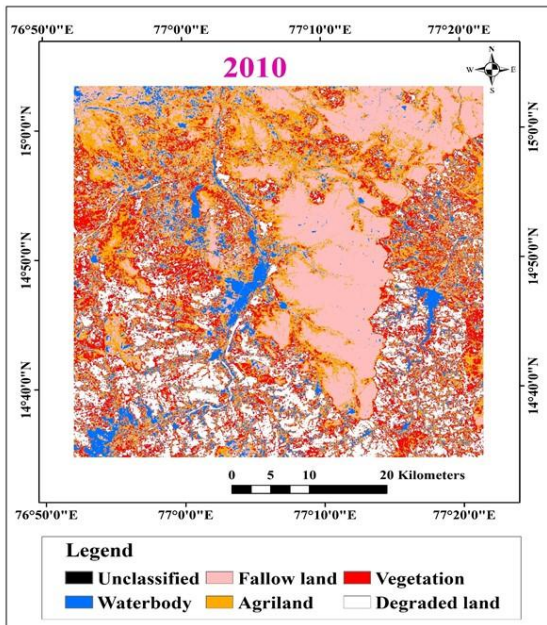 76°50'0"E 77°0'0"E 77°10'0"E 77°20'0"E
2010
N
W E
S
15°0'0"N 15°0'0"N
14°50'0"N 14°50'0"N
14°40'0"N 14°40'0"N
0 5 10 20 Kilometers
76°50'0"E 77°0'0"E 77°10'0"E 77°20'0"E
Legend
Unclassified Fallow land Vegetation
Waterbody Agriland Degraded land